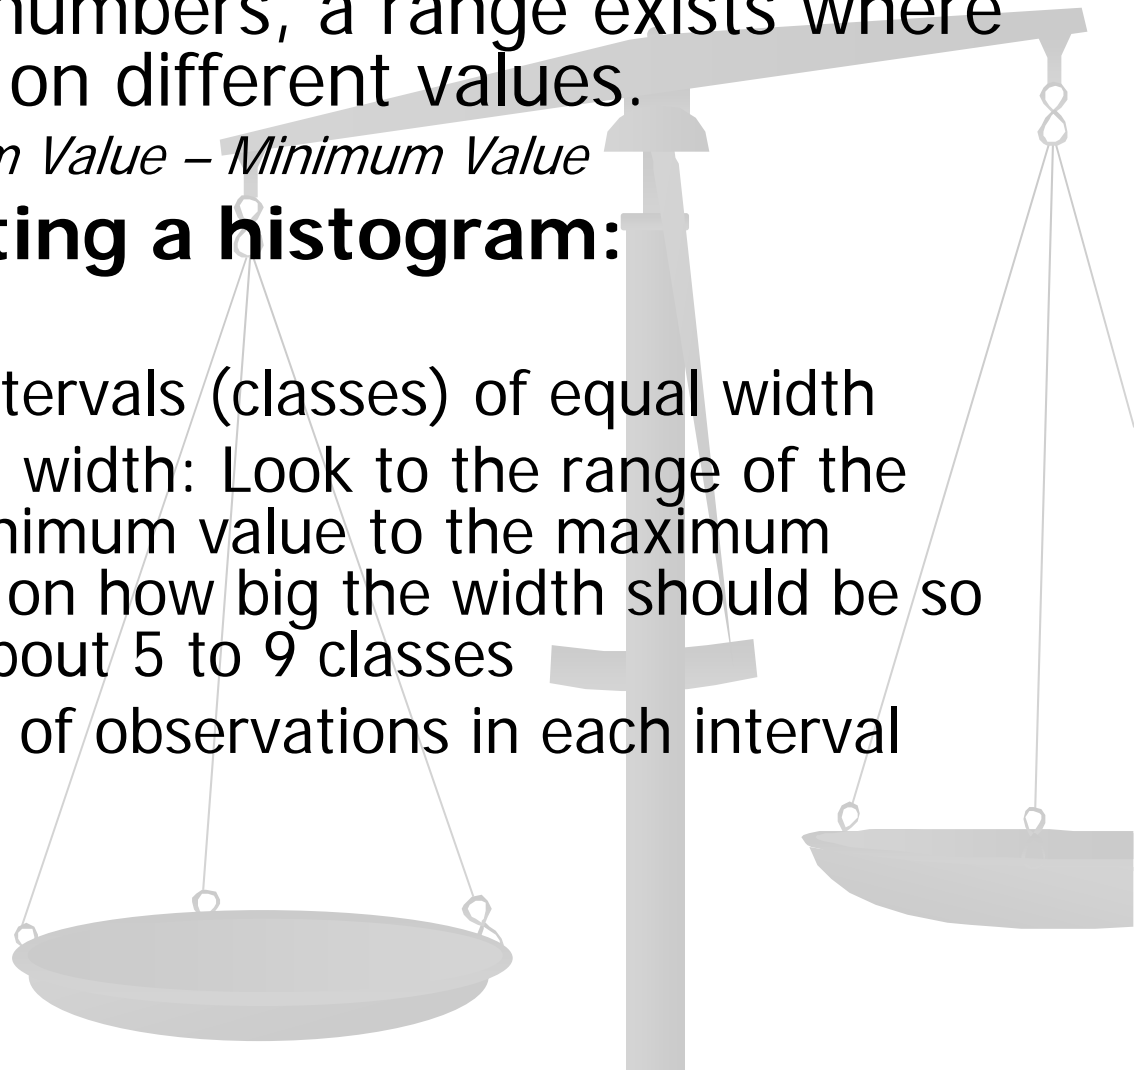 numbers, a range exists where
on different values.
m Value – Minimum Value
ting a histogram:
tervals (classes) of equal width
width: Look to the range of the
nimum value to the maximum
on how big the width should be so
bout 5 to 9 classes
of observations in each interval